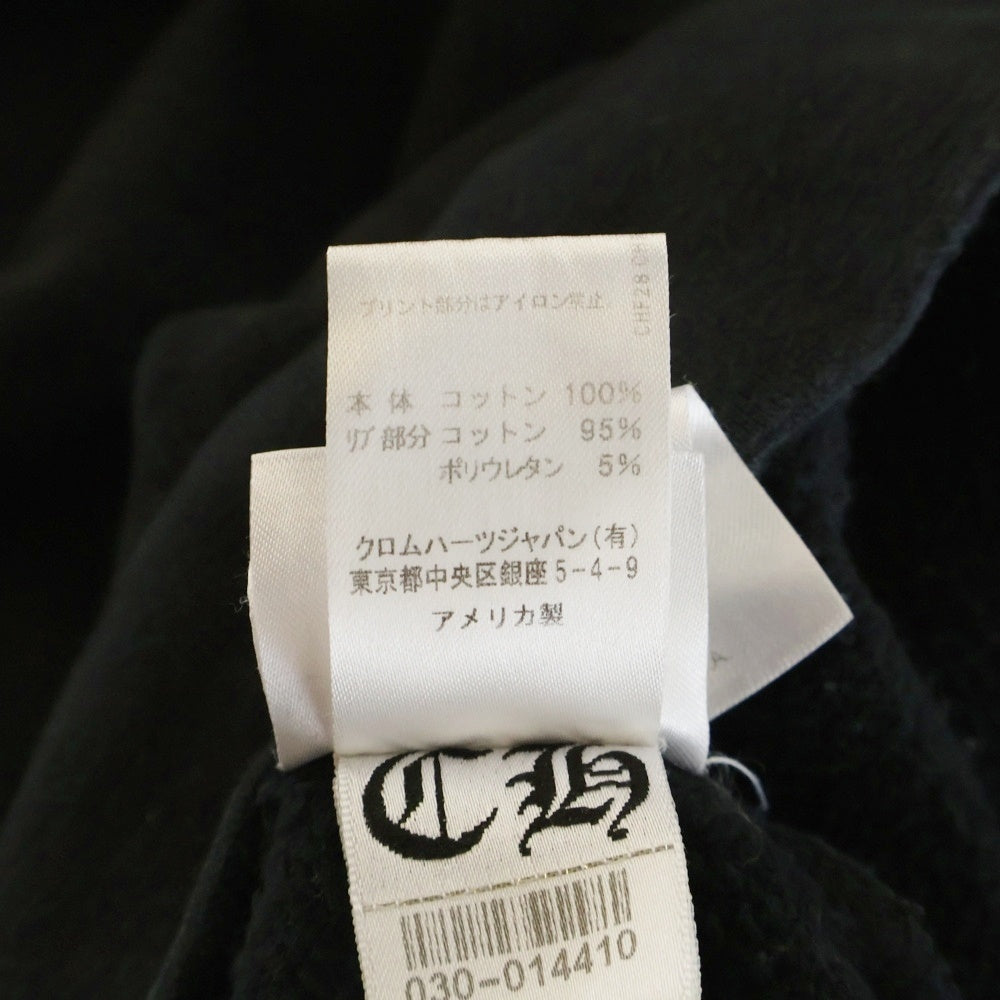 プリント部分はアイロン禁止
本体 コットン 100%
リブ部分 コットン 95%
ポリウレタン 5%
クロムハーツジャパン(有)
東京都中央区銀座5-4-9
アメリカ製
CH
030-014410